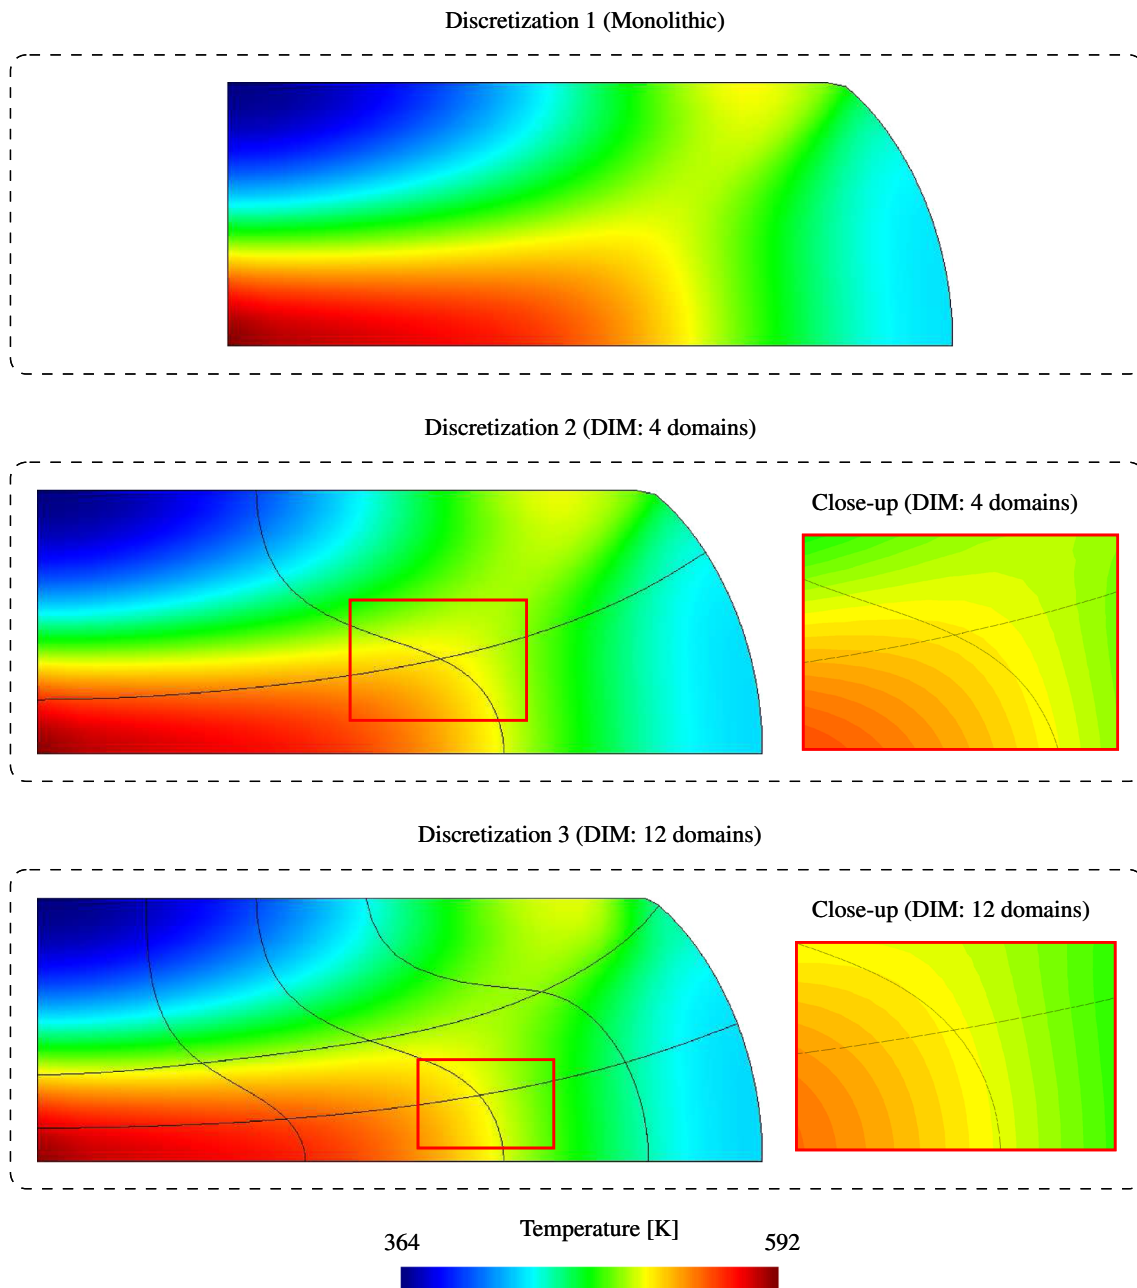 Discretization 1 (Monolithic)
Discretization 2 (DIM: 4 domains)
Close-up (DIM: 4 domains)
Discretization 3 (DIM: 12 domains)
Close-up (DIM: 12 domains)
Temperature [K]
364 592